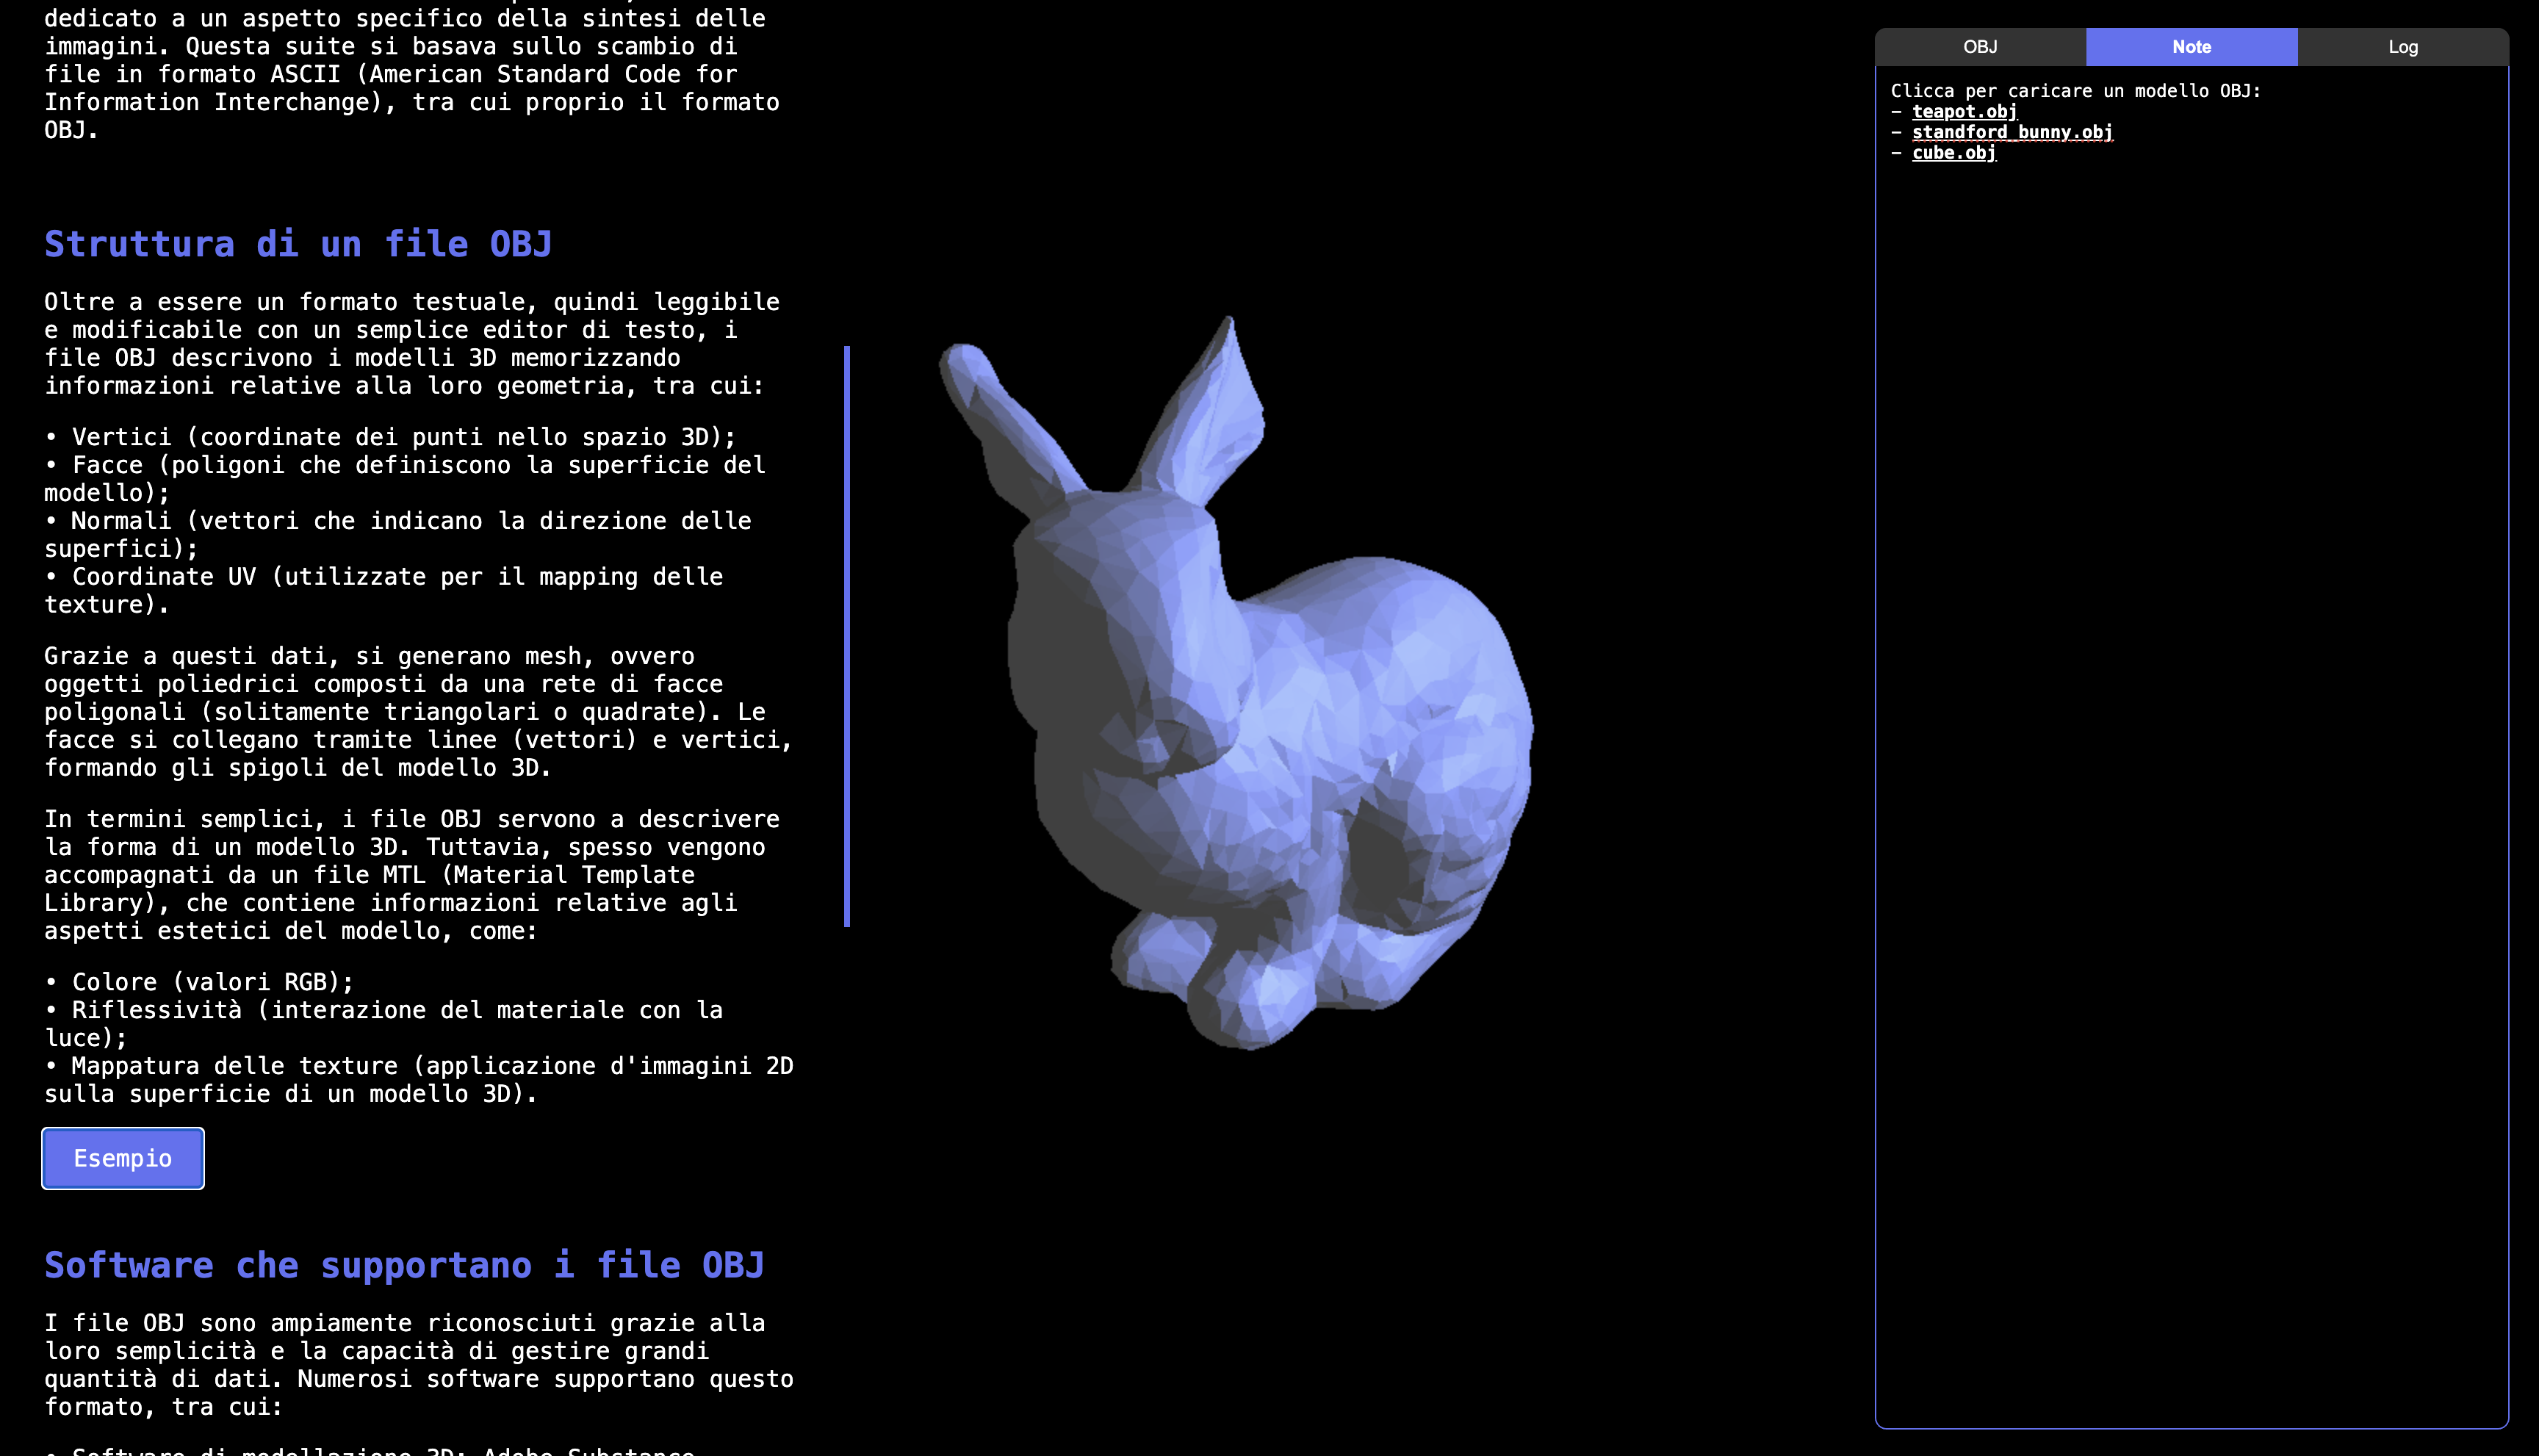 dedicato a un aspetto specifico della sintesi delle
immagini. Questa suite si basava sullo scambio di
file in formato ASCII (American Standard Code for
Information Interchange), tra cui proprio il formato
OBJ.
Struttura di un file OBJ
Oltre a essere un formato testuale, quindi leggibile
e modificabile con un semplice editor di testo, i
file OBJ descrivono i modelli 3D memorizzando
informazioni relative alla loro geometria, tra cui:
• Vertici (coordinate dei punti nello spazio 3D);
• Facce (poligoni che definiscono la superficie del
modello);
• Normali (vettori che indicano la direzione delle
superfici);
• Coordinate UV (utilizzate per il mapping delle
texture).
Grazie a questi dati, si generano mesh, ovvero
oggetti poliedrici composti da una rete di facce
poligonali (solitamente triangolari o quadrate). Le
facce si collegano tramite linee (vettori) e vertici,
formando gli spigoli del modello 3D.
In termini semplici, i file OBJ servono a descrivere
la forma di un modello 3D. Tuttavia, spesso vengono
accompagnati da un file MTL (Material Template
Library), che contiene informazioni relative agli
aspetti estetici del modello, come:
• Colore (valori RGB);
• Riflessività (interazione del materiale con la
luce);
• Mappatura delle texture (applicazione d'immagini 2D
sulla superficie di un modello 3D).
Esempio
Software che supportano i file OBJ
I file OBJ sono ampiamente riconosciuti grazie alla
loro semplicità e la capacità di gestire grandi
quantità di dati. Numerosi software supportano questo
formato, tra cui:
• Software di modellazione 3D: Adobe Substance
OBJ
Note
Log
Clicca per caricare un modello OBJ:
- teapot.obj
- standford_bunny.obj
- cube.obj